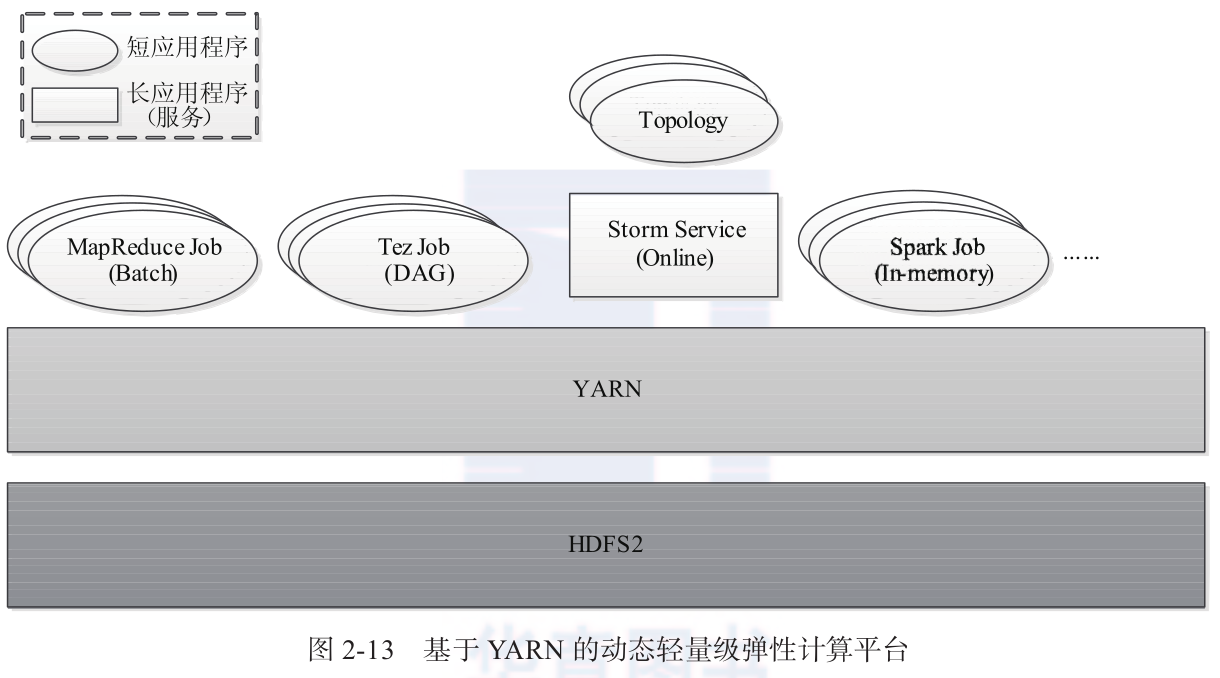 短应用程序
长应用程序
(服务)
Topology
MapReduce Job
(Batch)
Tez Job
(DAG)
Storm Service
(Online)
Spark Job
(In-memory)
……
YARN
HDFS2
图 2-13 基于 YARN 的动态轻量级弹性计算平台